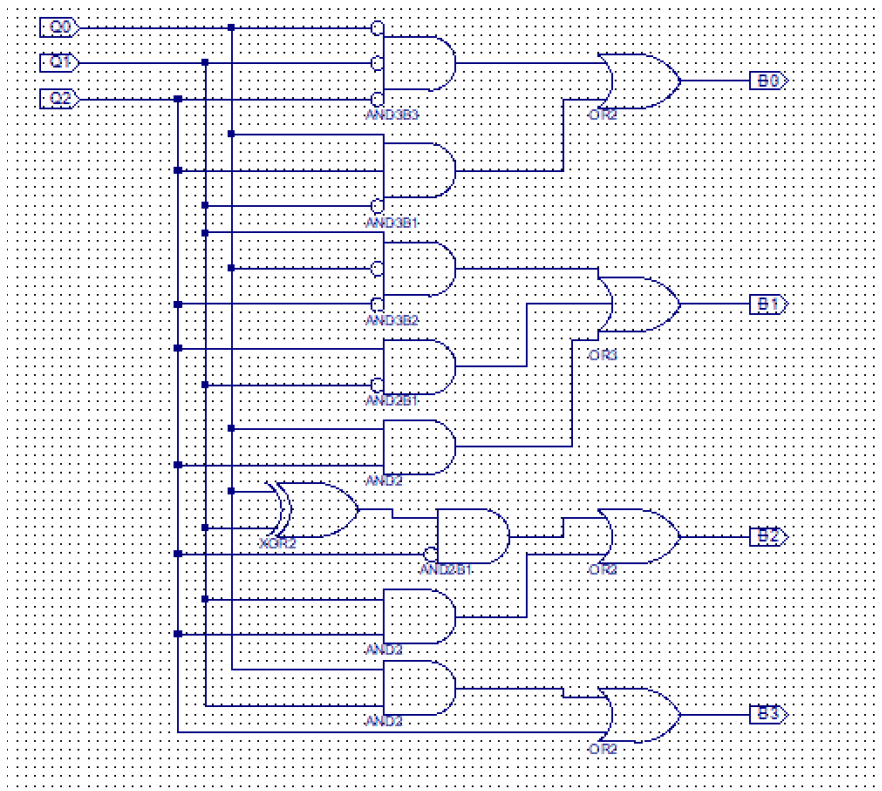 Q0
Q1
Q2
AND3B3
OR2
B0
AND3B1
AND3B2
OR3
B1
AND2B1
AND2
XOR2
AND2B1
OR2
B2
AND2
AND2
OR2
B3